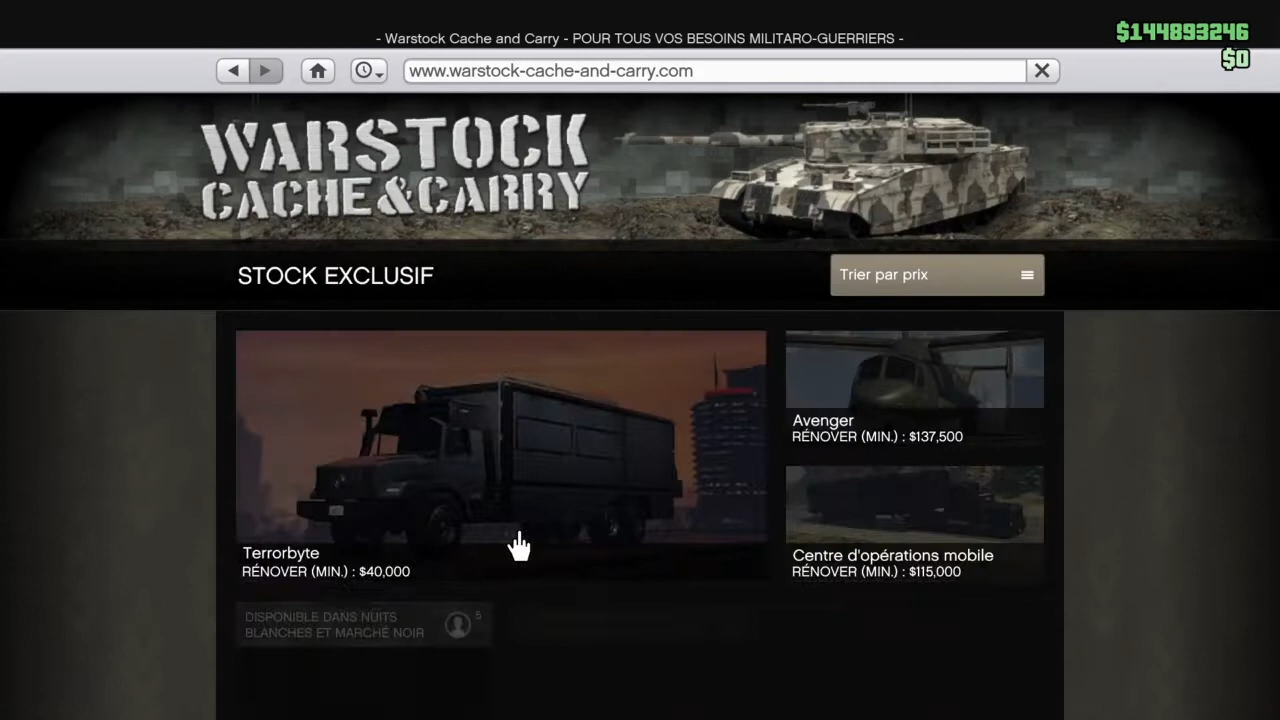 - Warstock Cache and Carry - POUR TOUS VOS BESOINS MILITARO-GUERRIERS -
$144893246
$0
www.warstock-cache-and-carry.com
WARSTOCK
CACHE&CARRY
STOCK EXCLUSIF
Trier par prix
Terrorbyte
RÉNOVER (MIN.) : $40,000
Avenger
RÉNOVER (MIN.) : $137,500
Centre d'opérations mobile
RÉNOVER (MIN.) : $115,000
DISPONIBLE DANS NUITS
BLANCHES ET MARCHÉ NOIR
5